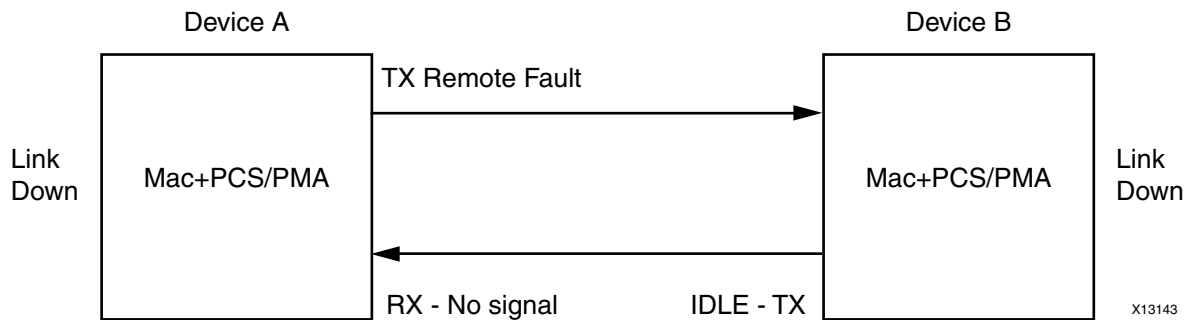 Device A
Device B
TX Remote Fault
Link
Down
Mac+PCS/PMA
Mac+PCS/PMA
Link
Down
RX - No signal
IDLE - TX
X13143